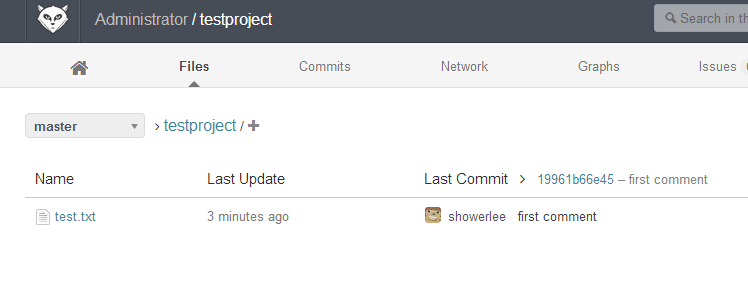 Administrator / testproject
Search in th
Files Commits Network Graphs Issues
master > testproject / +
Name Last Update Last Commit > 19961b66e45 – first comment
test.txt 3 minutes ago showerlee first comment